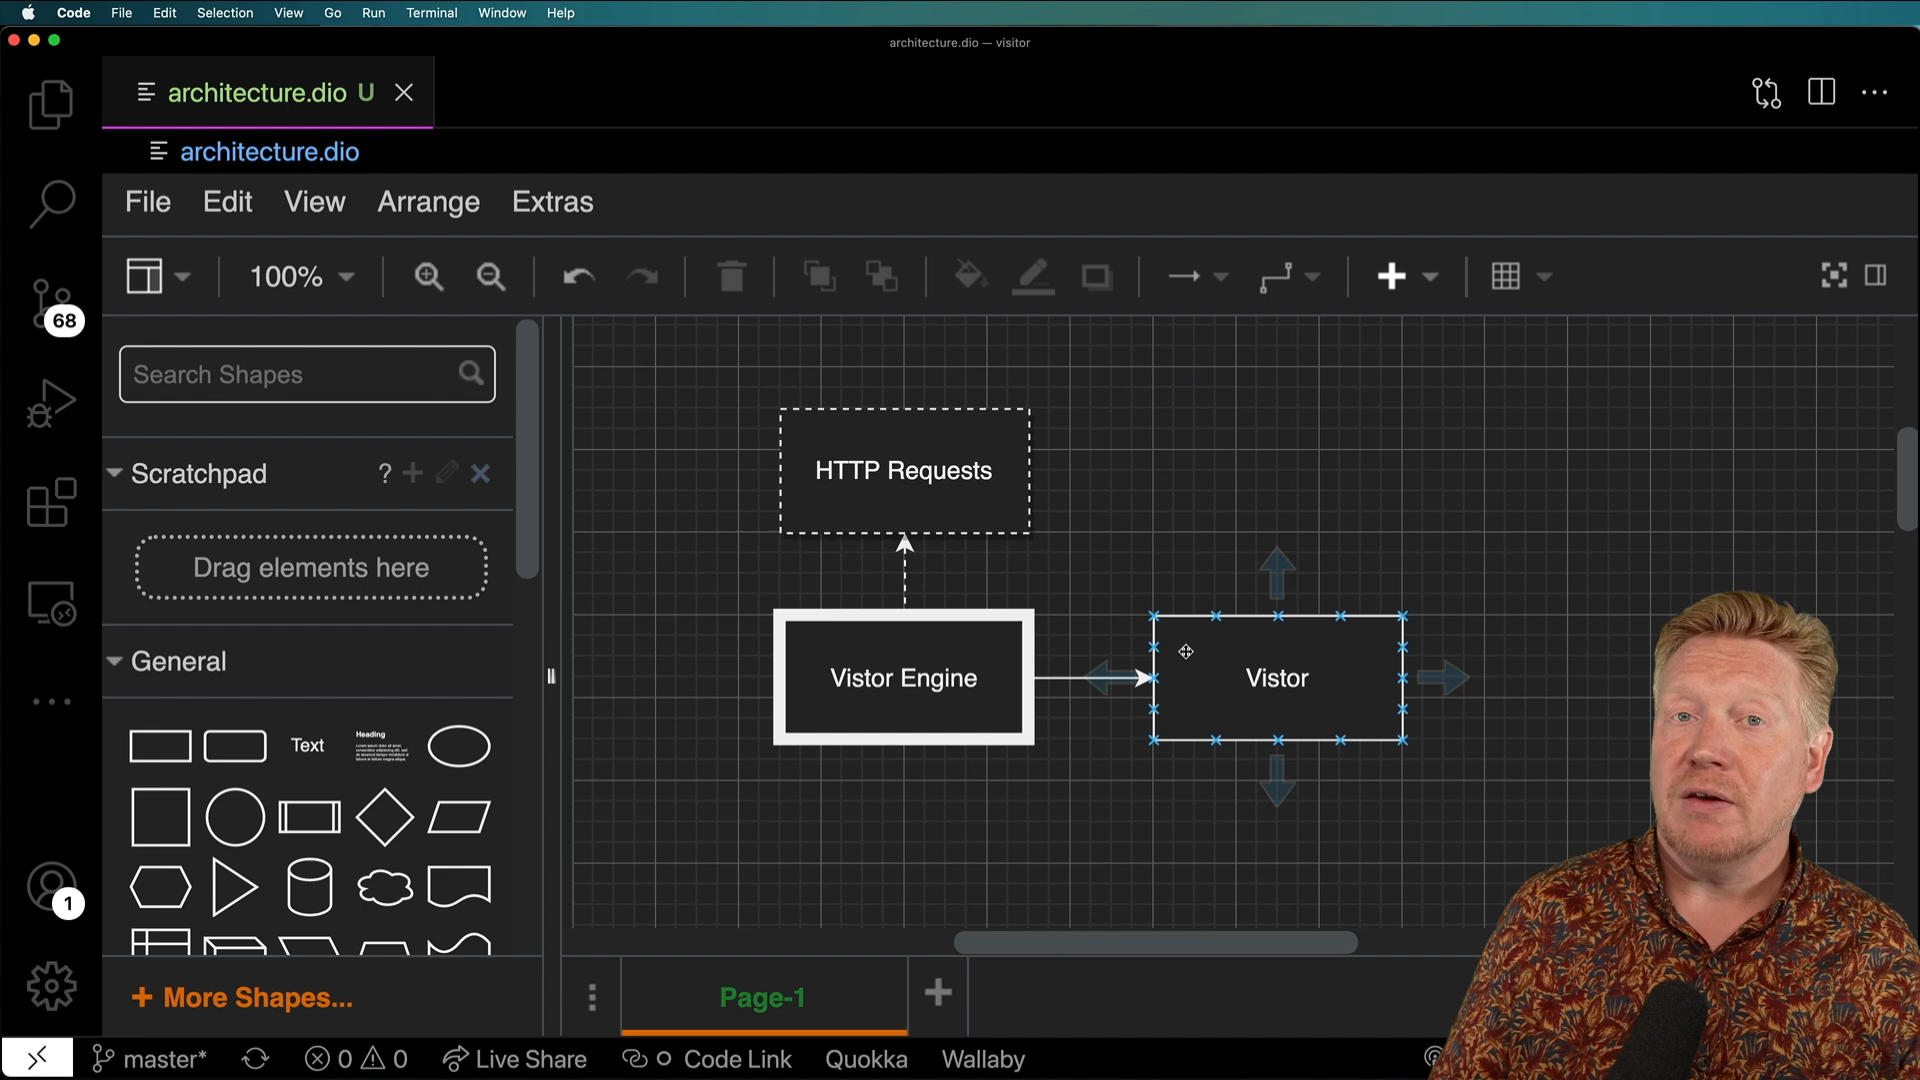 Code File Edit Selection View Go Run Terminal Window Help
architecture.dio — visitor
architecture.dio U
architecture.dio
File Edit View Arrange Extras
100%
68
Search Shapes
Scratchpad ?
Drag elements here
General
Text
Heading
HTTP Requests
Vistor Engine
Vistor
1
More Shapes...
Page-1
master* 0 0 Live Share Code Link Quokka Wallaby